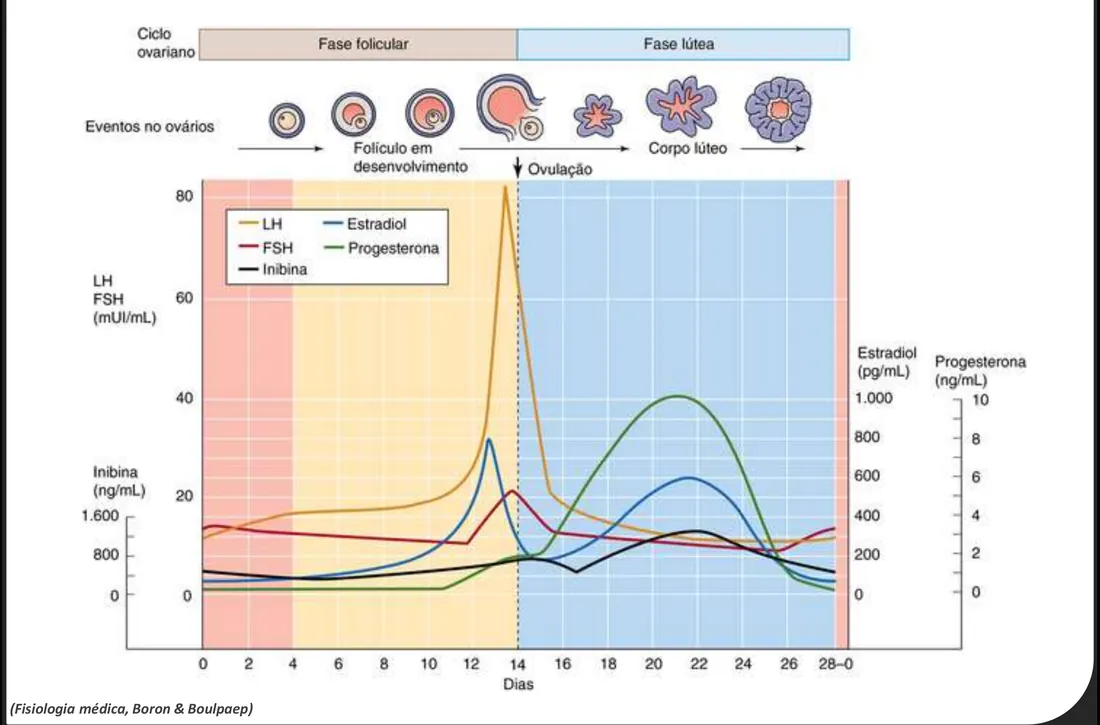 Ciclo
ovariano
Fase folicular
Fase lútea
Eventos no ovários
Folículo em
desenvolvimento
Corpo lúteo
Ovulação
LH
FSH
Inibina
Estradiol
Progesterona
LH
FSH
(mUI/mL)
80
60
40
20
0
Inibina
(ng/mL)
1.600
800
0
Estradiol
(pg/mL)
1.000
800
600
400
200
0
Progesterona
(ng/mL)
10
8
6
4
2
0
0 2 4 6 8 10 12 14 16 18 20 22 24 26 28–0
Dias
(Fisiologia médica, Boron & Boulpaep)